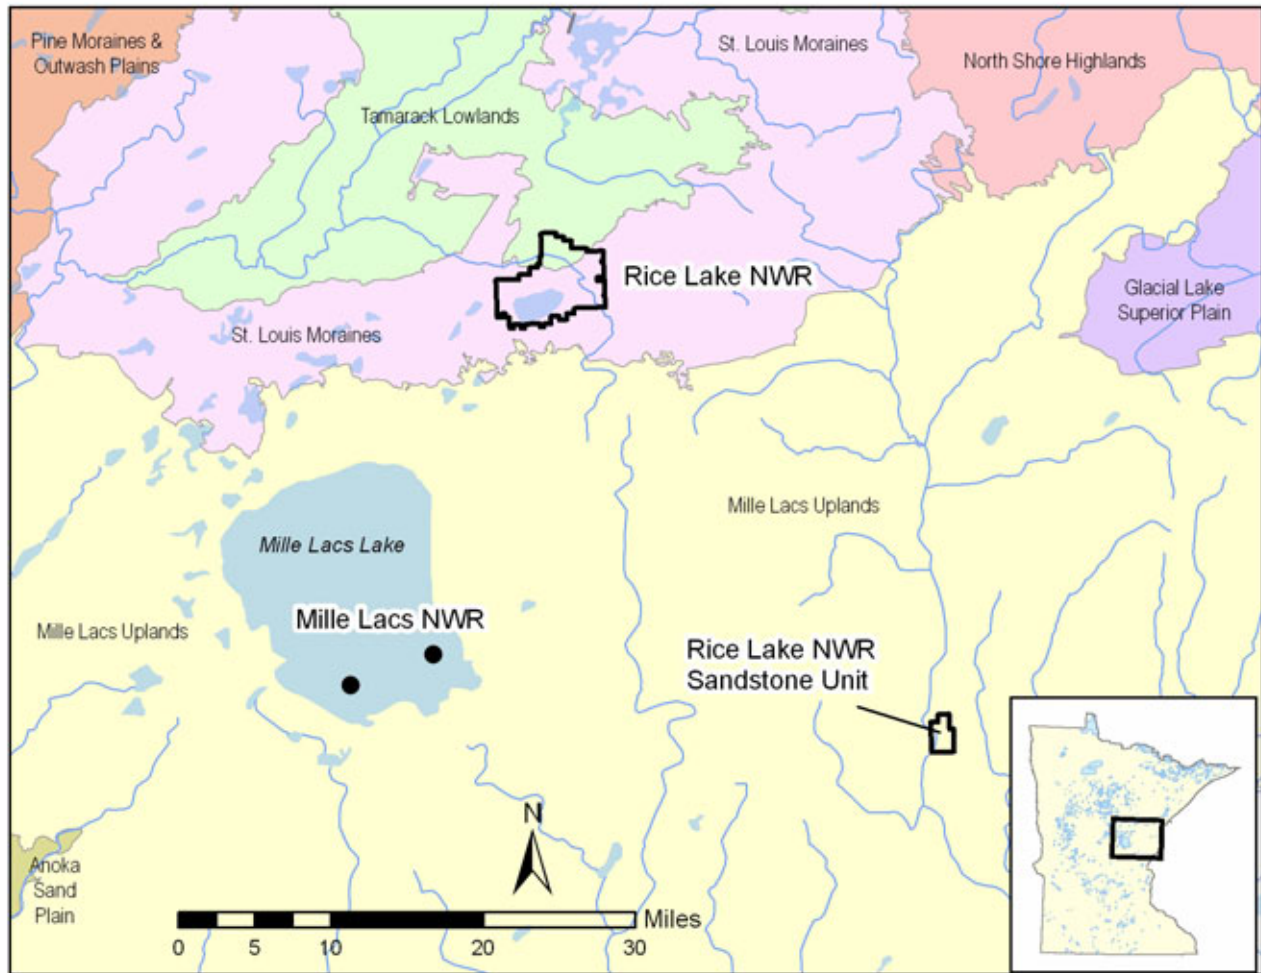 Pine Moraines &
Outwash Plains
St. Louis Moraines
North Shore Highlands
Tamarack Lowlands
Rice Lake NWR
Glacial Lake
Superior Plain
St. Louis Moraines
Mille Lacs Uplands
Mille Lacs Lake
Mille Lacs NWR
Mille Lacs Uplands
Rice Lake NWR
Sandstone Unit
N
Anoka
Sand
Plain
Miles
0 5 10 20 30